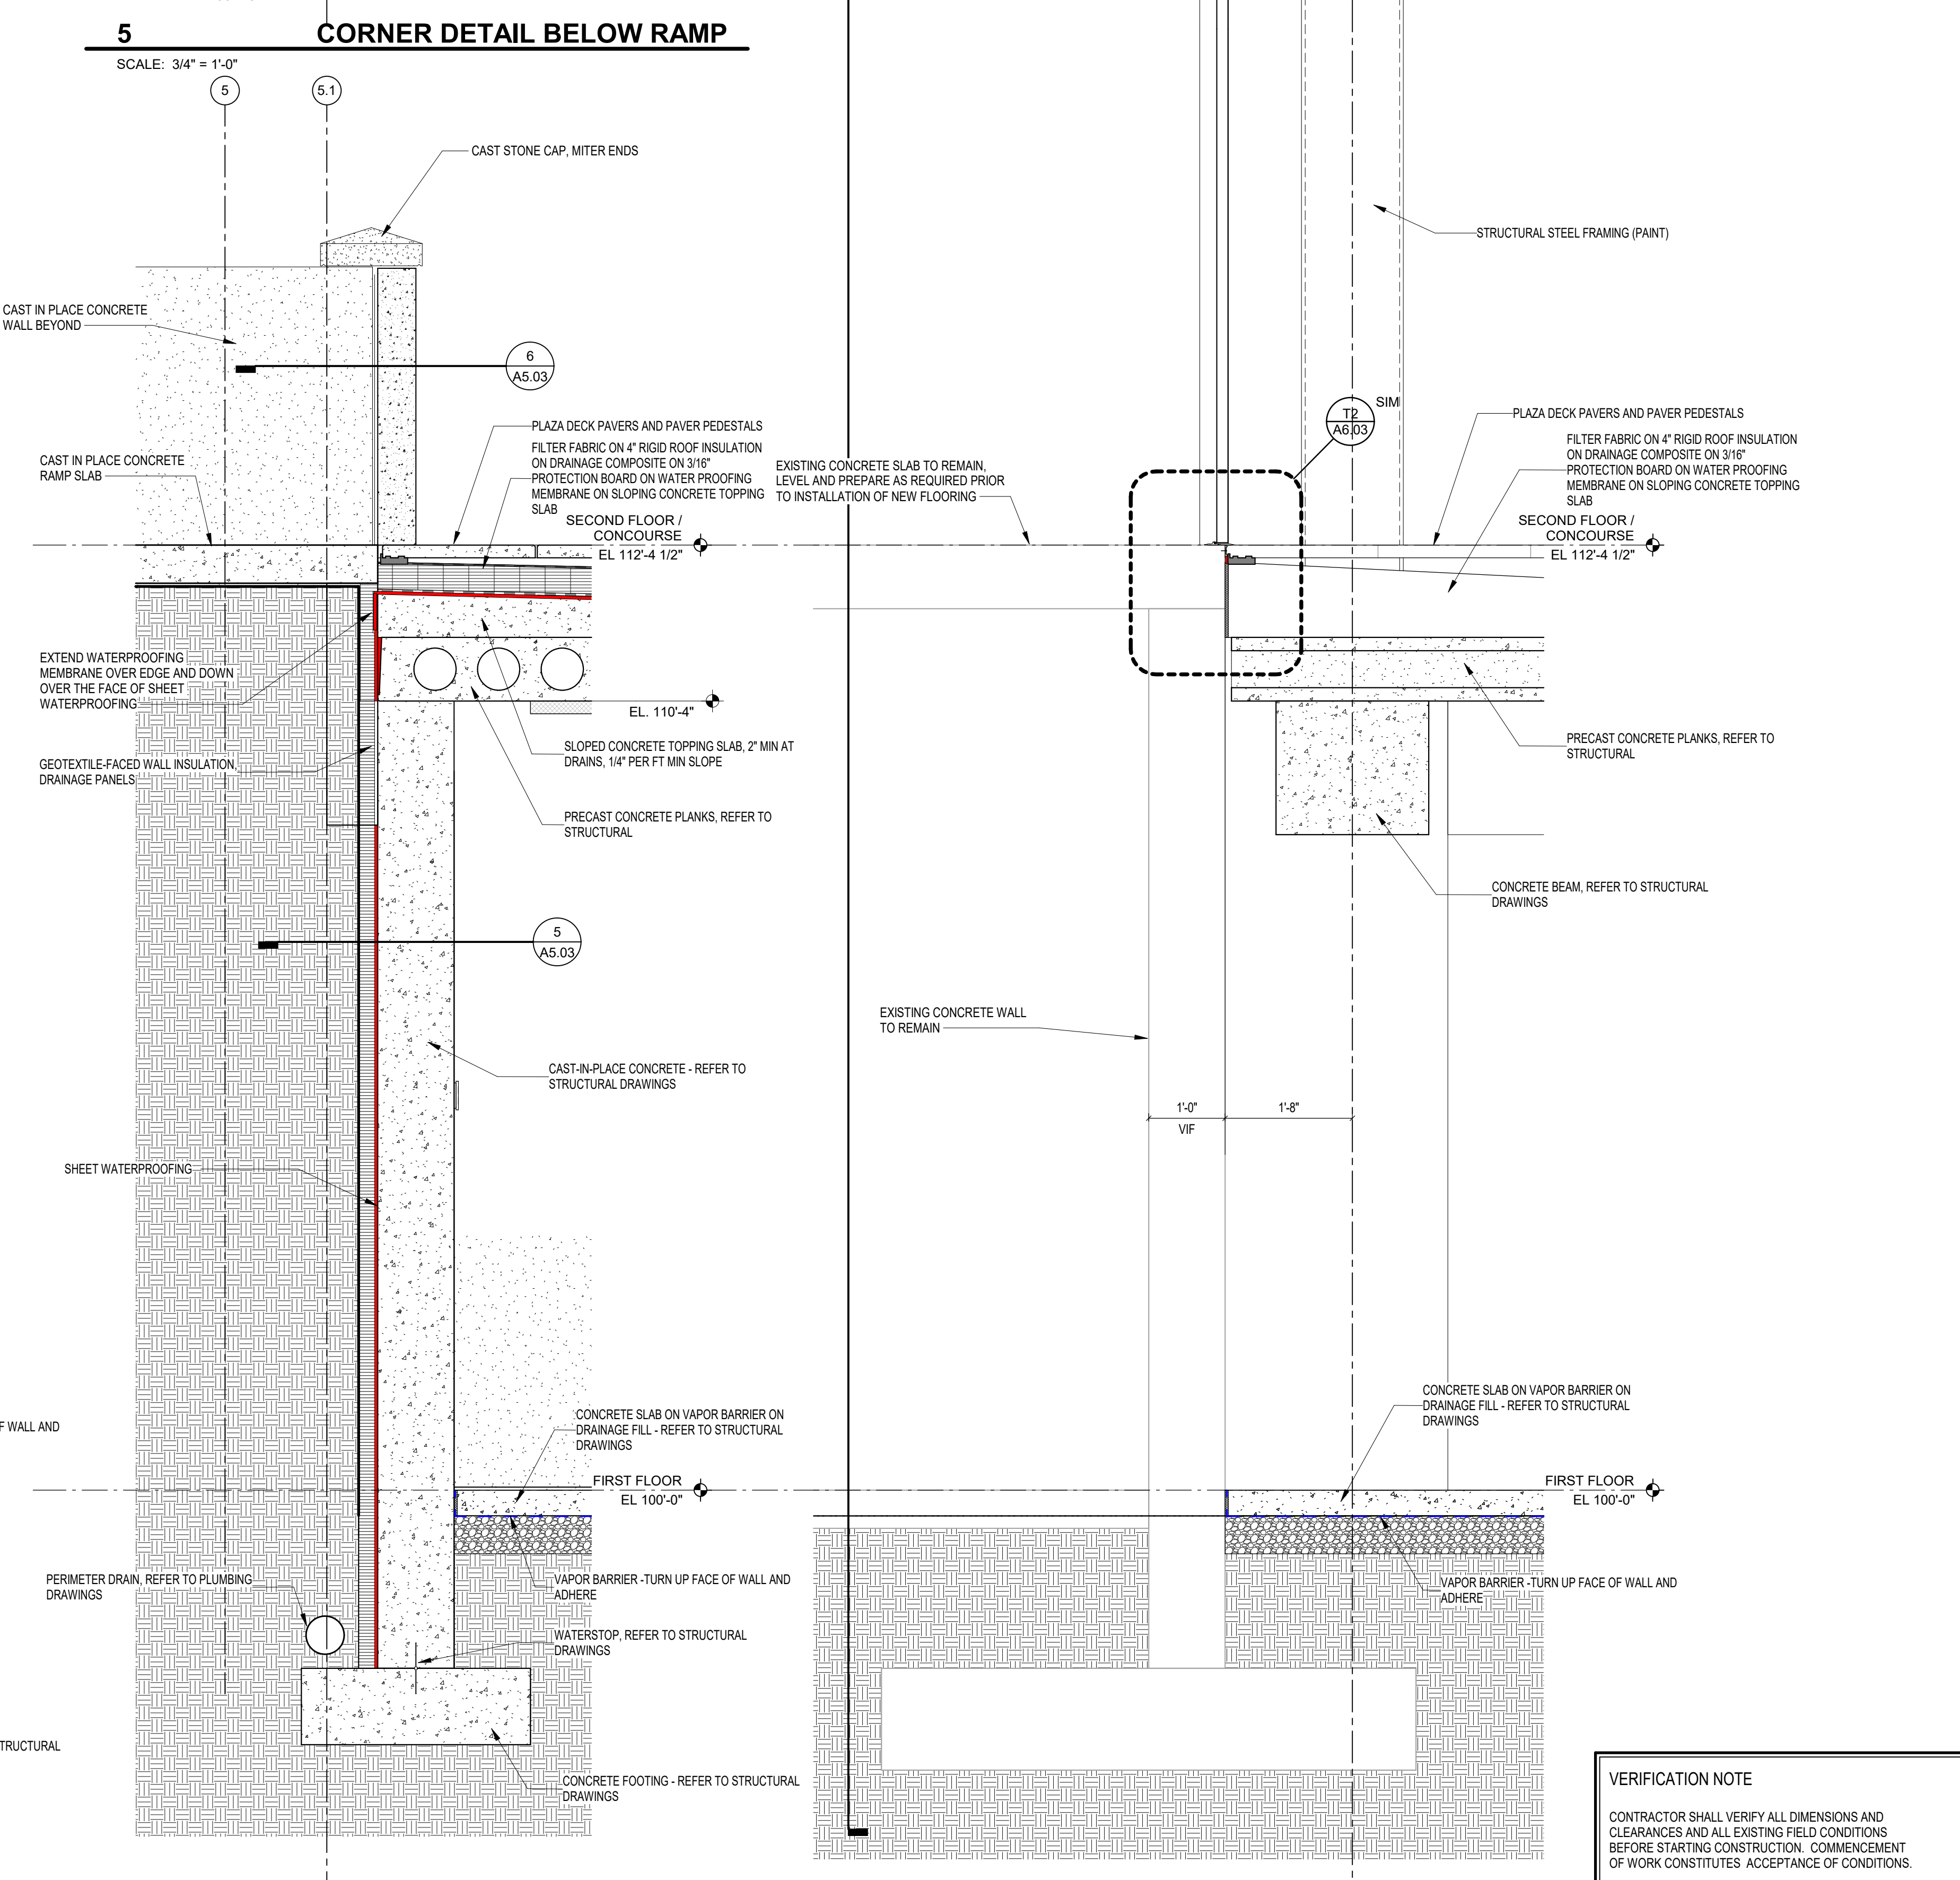 5 CORNER DETAIL BELOW RAMP
SCALE: 3/4" = 1'-0"
5
5.1
CAST STONE CAP, MITER ENDS
CAST IN PLACE CONCRETE
WALL BEYOND
6
A5.03
CAST IN PLACE CONCRETE
RAMP SLAB
PLAZA DECK PAVERS AND PAVER PEDESTALS
FILTER FABRIC ON 4" RIGID ROOF INSULATION
ON DRAINAGE COMPOSITE ON 3/16"
PROTECTION BOARD ON WATER PROOFING
MEMBRANE ON SLOPING CONCRETE TOPPING
SLAB
SECOND FLOOR /
CONCOURSE
EL 112'-4 1/2"
EXTEND WATERPROOFING
MEMBRANE OVER EDGE AND DOWN
OVER THE FACE OF SHEET
WATERPROOFING
EL. 110'-4"
GEOTEXTILE-FACED WALL INSULATION,
DRAINAGE PANELS
SLOPED CONCRETE TOPPING SLAB, 2" MIN AT
DRAINS, 1/4" PER FT MIN SLOPE
PRECAST CONCRETE PLANKS, REFER TO
STRUCTURAL
5
A5.03
CAST-IN-PLACE CONCRETE - REFER TO
STRUCTURAL DRAWINGS
SHEET WATERPROOFING
F WALL AND
CONCRETE SLAB ON VAPOR BARRIER ON
DRAINAGE FILL - REFER TO STRUCTURAL
DRAWINGS
FIRST FLOOR
EL 100'-0"
PERIMETER DRAIN, REFER TO PLUMBING
DRAWINGS
VAPOR BARRIER -TURN UP FACE OF WALL AND
ADHERE
WATERSTOP, REFER TO STRUCTURAL
DRAWINGS
TRUCTURAL
CONCRETE FOOTING - REFER TO STRUCTURAL
DRAWINGS
STRUCTURAL STEEL FRAMING (PAINT)
T2
A6.03
SIM
PLAZA DECK PAVERS AND PAVER PEDESTALS
FILTER FABRIC ON 4" RIGID ROOF INSULATION
ON DRAINAGE COMPOSITE ON 3/16"
PROTECTION BOARD ON WATER PROOFING
MEMBRANE ON SLOPING CONCRETE TOPPING
SLAB
EXISTING CONCRETE SLAB TO REMAIN,
LEVEL AND PREPARE AS REQUIRED PRIOR
TO INSTALLATION OF NEW FLOORING
SECOND FLOOR /
CONCOURSE
EL 112'-4 1/2"
PRECAST CONCRETE PLANKS, REFER TO
STRUCTURAL
CONCRETE BEAM, REFER TO STRUCTURAL
DRAWINGS
EXISTING CONCRETE WALL
TO REMAIN
1'-0"
VIF
1'-8"
CONCRETE SLAB ON VAPOR BARRIER ON
DRAINAGE FILL - REFER TO STRUCTURAL
DRAWINGS
FIRST FLOOR
EL 100'-0"
VAPOR BARRIER -TURN UP FACE OF WALL AND
ADHERE
VERIFICATION NOTE
CONTRACTOR SHALL VERIFY ALL DIMENSIONS AND
CLEARANCES AND ALL EXISTING FIELD CONDITIONS
BEFORE STARTING CONSTRUCTION. COMMENCEMENT
OF WORK CONSTITUTES ACCEPTANCE OF CONDITIONS.